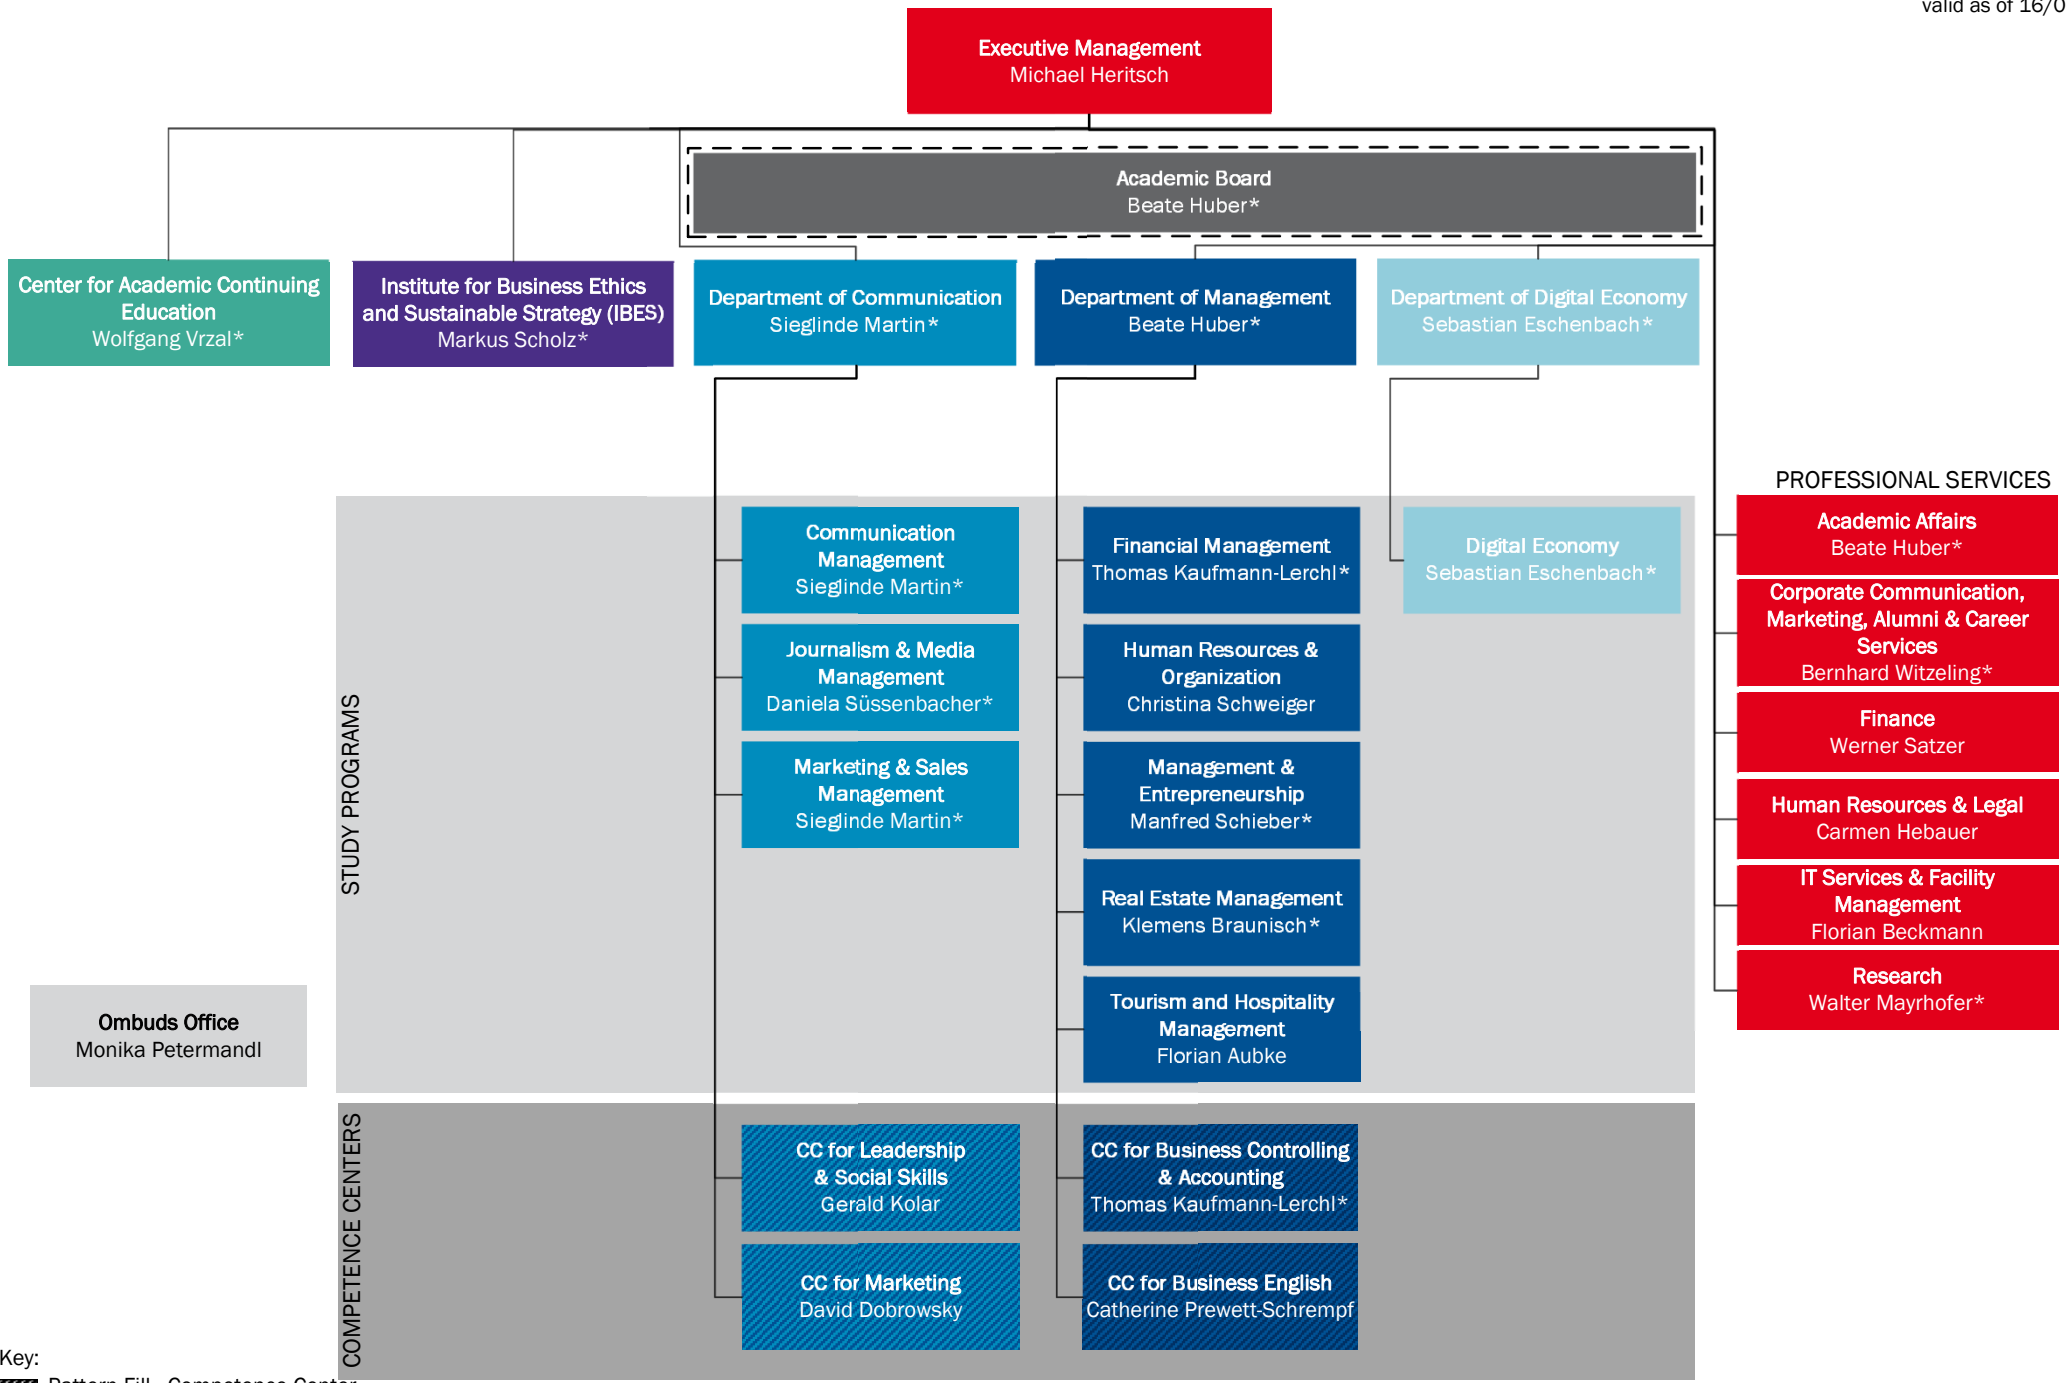 valid as of 16/0
Executive Management
Michael Heritsch
Academic Board
Beate Huber*
Center for Academic Continuing
Education
Wolfgang Vrzal*
Institute for Business Ethics
and Sustainable Strategy (IBES)
Markus Scholz*
Department of Communication
Sieglinde Martin*
Department of Management
Beate Huber*
Department of Digital Economy
Sebastian Eschenbach*
PROFESSIONAL SERVICES
Academic Affairs
Beate Huber*
Corporate Communication,
Marketing, Alumni & Career
Services
Bernhard Witzeling*
Finance
Werner Satzer
Human Resources & Legal
Carmen Hebauer
IT Services & Facility
Management
Florian Beckmann
Research
Walter Mayrhofer*
STUDY PROGRAMS
Communication
Management
Sieglinde Martin*
Journalism & Media
Management
Daniela Süssenbacher*
Marketing & Sales
Management
Sieglinde Martin*
Financial Management
Thomas Kaufmann-Lerchl*
Human Resources &
Organization
Christina Schweiger
Management &
Entrepreneurship
Manfred Schieber*
Real Estate Management
Klemens Braunisch*
Tourism and Hospitality
Management
Florian Aubke
Digital Economy
Sebastian Eschenbach*
Ombuds Office
Monika Petermandl
COMPETENCE CENTERS
CC for Leadership
& Social Skills
Gerald Kolar
CC for Marketing
David Dobrowsky
CC for Business Controlling
& Accounting
Thomas Kaufmann-Lerchl*
CC for Business English
Catherine Prewett-Schrempf
Key:
Pattern Fill Competence Center